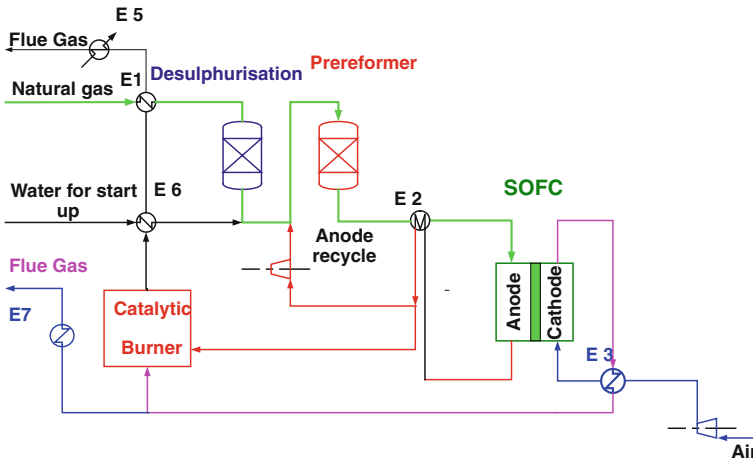 E 5
Flue Gas
E1
Desulphurisation
Prereformer
Natural gas
Water for start
up
E 6
E 2
SOFC
Anode
recycle
Flue Gas
E7
Catalytic
Burner
Anode
Cathode
E 3
Air